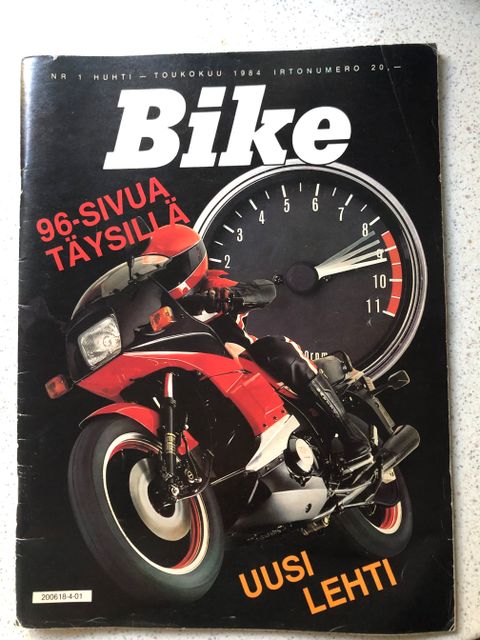 NR 1 HUHTI – TOUKOKUU 1984 IRTONUMERO 20,–
Bike
96-SIVUA
TÄYSILLÄ
2
3
4
5
6
7
8
9
10
11
UUSI
LEHTI
200618-4-01